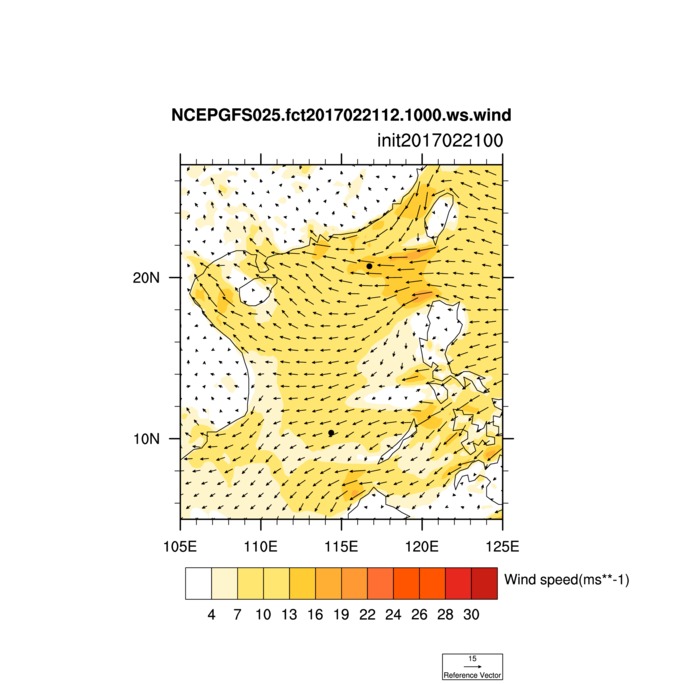 NCEPGFS025.fct2017022112.1000.ws.wind
init2017022100
20N
10N
105E 110E 115E 120E 125E
Wind speed(ms**-1)
4 7 10 13 16 19 22 24 26 28 30
15
Reference Vector